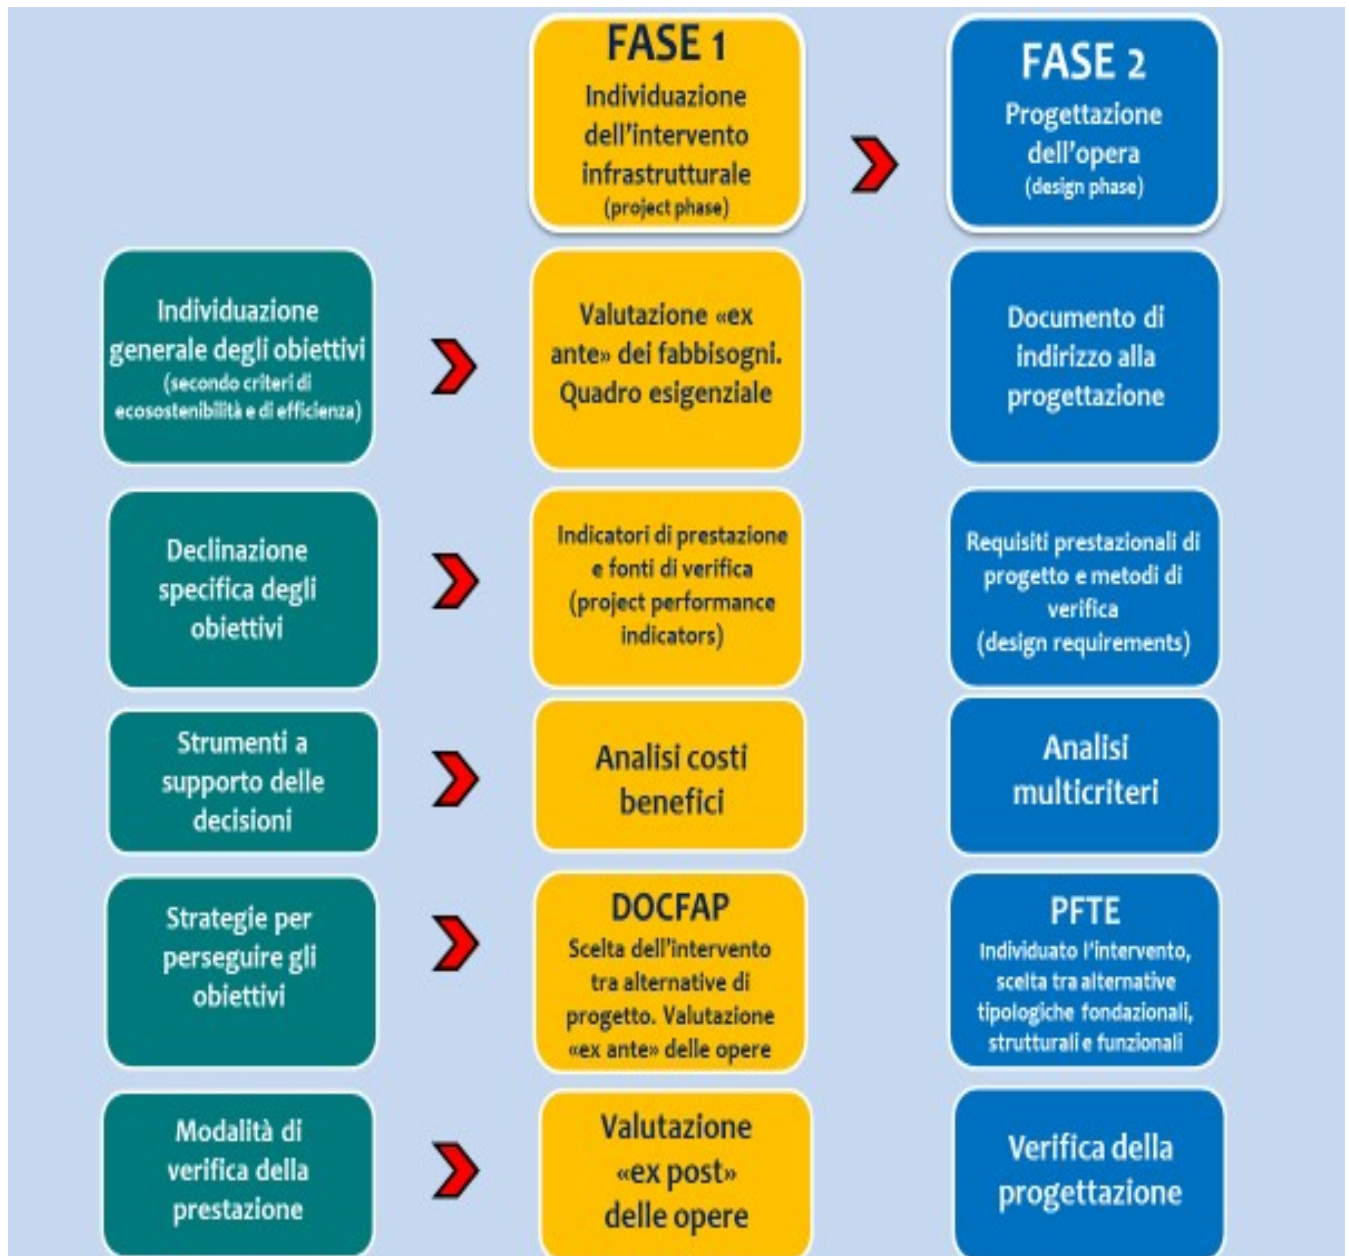 FASE 1
Individuazione
dell'intervento
infrastrutturale
(project phase)
FASE 2
Progettazione
dell'opera
(design phase)
Individuazione
generale degli obiettivi
(secondo criteri di
ecosostenibilità e di efficienza)
Valutazione «ex
ante» dei fabbisogni.
Quadro esigenziale
Documento di
indirizzo alla
progettazione
Declinazione
specifica degli
obiettivi
Indicatori di prestazione
e fonti di verifica
(project performance
indicators)
Requisiti prestazionali di
progetto e metodi di
verifica
(design requirements)
Strumenti a
supporto delle
decisioni
Analisi costi
benefici
Analisi
multicriteri
Strategie per
perseguire gli
obiettivi
DOCFAP
Scelta dell'intervento
tra alternative di
progetto. Valutazione
«ex ante» delle opere
PFTE
Individuato l'intervento,
scelta tra alternative
tipologiche fondazionali,
strutturali e funzionali
Modalità di
verifica della
prestazione
Valutazione
«ex post»
delle opere
Verifica della
progettazione